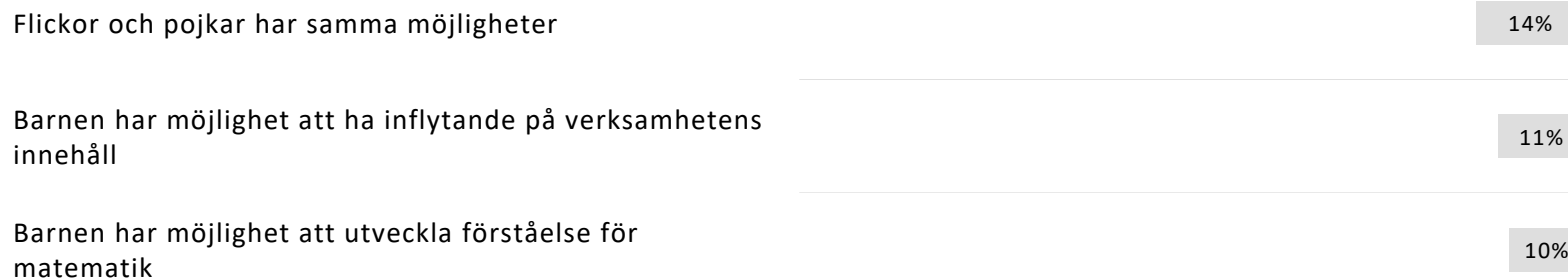 Flickor och pojkar har samma möjligheter
14%
Barnen har möjlighet att ha inflytande på verksamhetens
innehåll
11%
Barnen har möjlighet att utveckla förståelse för
matematik
10%